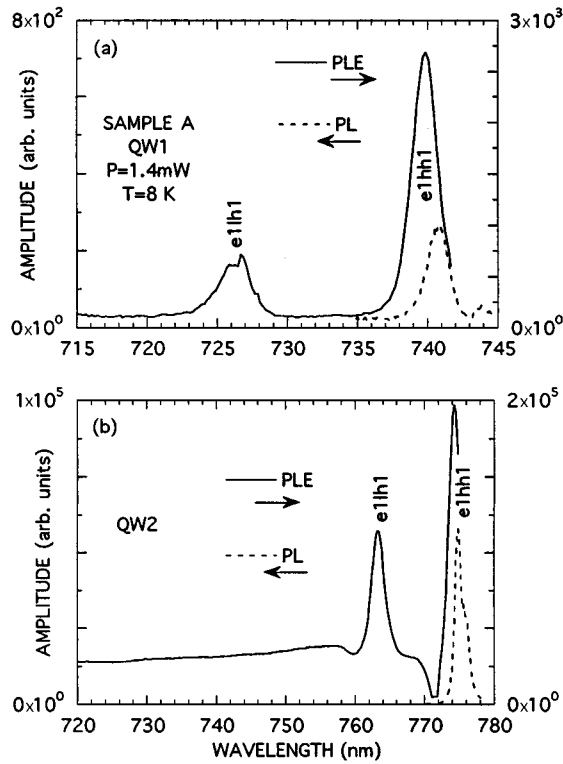 8×10²
3×10³
(a)
PLE
PL
SAMPLE A
QW1
P=1.4mW
T=8 K
e1lh1
e1hh1
AMPLITUDE (arb. units)
0×10⁰
0×10⁰
715 720 725 730 735 740 745
1×10⁵
2×10⁵
(b)
PLE
PL
QW2
e1lh1
e1hh1
AMPLITUDE (arb. units)
0×10⁰
0×10⁰
720 730 740 750 760 770 780
WAVELENGTH (nm)